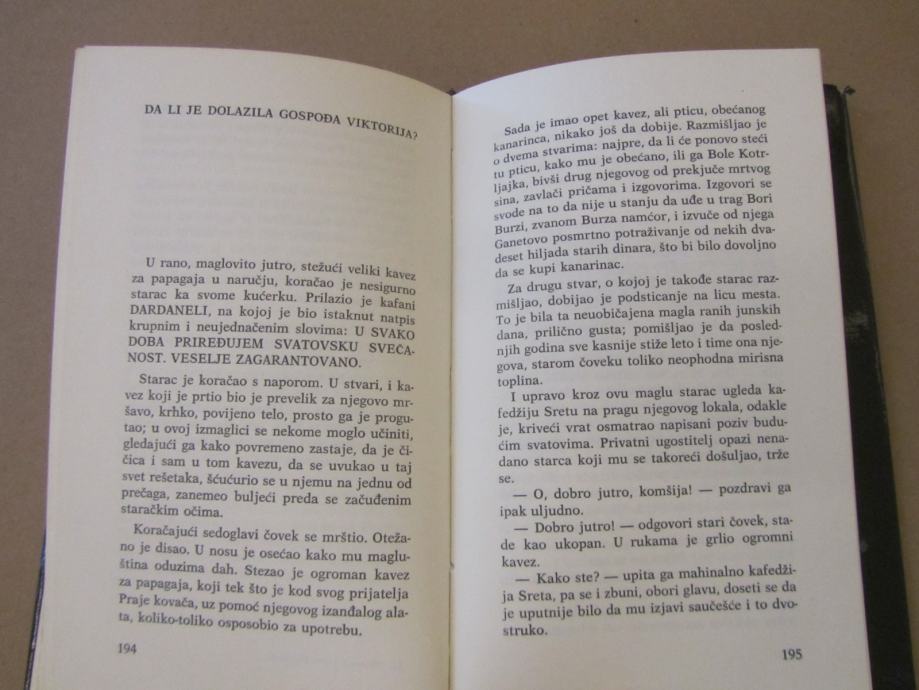 DA LI JE DOLAZILA GOSPOĐA VIKTORIJA?
U rano, maglovito jutro, stežući veliki kavez
za papagaja u naručju, koračao je nesigurno
starac ka svome kućerku. Prilazio je kafani
DARDANELI, na kojoj je bio istaknut natpis
krupnim i neujednačenim slovima: U SVAKO
DOBA PRIREĐUJEM SVATOVSKU SVEČA-
NOST. VESELJE ZAGARANTOVANO.
Starac je koračao s naporom. U stvari, i ka-
vez koji je prtio bio je prevelik za njegovo mr-
šavo, krhko, povijeno telo, prosto ga je progu-
tao; u ovoj izmaglici se nekome moglo učiniti,
gledajući ga kako povremeno zastaje, da je či-
čica i sam u tom kavezu, da se uvukao u taj
svet rešetaka, šćućurio se u njemu na jednu od
prečaga, zanemeo buljeći preda se začuđenim
staračkim očima.
Koračajući sedoglavi čovek se mrštio. Oteža-
no je disao. U nosu je osećao kako mu maglu-
ština oduzima dah. Stezao je ogroman kavez
za papagaja, koji tek što je kod svog prijatelja
Praje kovača, uz pomoć njegovog izanđalog ala-
ta, koliko-toliko osposobio za upotrebu.
194
Sada je imao opet kavez, ali pticu, obećanog
kanarinca, nikako još da dobije. Razmišljao je
o dvema stvarima: najpre, da li će ponovo steći
tu pticu, kako mu je obećano, ili ga Bole Kotr-
ljajka, bivši drug njegovog od prekjuče mrtvog
sina, zavlači pričama i izgovorima. Izgovori se
svode na to da nije u stanju da uđe u trag Bori
Burzi, zvanom Burza namćor, i izvuče od njega
Ganetovo posmrtno potraživanje od nekih dva-
deset hiljada starih dinara, što bi bilo dovoljno
da se kupi kanarinac.
Za drugu stvar, o kojoj je takođe starac raz-
mišljao, dobijao je podsticanje na licu mesta.
To je bila ta neuobičajena magla ranih junskih
dana, prilično gusta; pomišljao je da posled-
njih godina sve kasnije stiže leto i time ona nje-
gova, starom čoveku toliko neophodna mirisna
toplina.
I upravo kroz ovu maglu starac ugleda ka-
fedžiju Sretu na pragu njegovog lokala, odakle
je, kriveći vrat osmatrao napisani poziv budu-
ćim svatovima. Privatni ugostitelj opazi nena-
dano starca koji mu se takoreći došuljao, trže
se.
— O, dobro jutro, komšija! — pozdravi ga
ipak uljudno.
— Dobro jutro! — odgovori stari čovek, sta-
de kao ukopan. U rukama je grlio ogromni
kavez.
— Kako ste? — upita ga mahinalno kafedži-
ja Sreta, pa se i zbuni, obori glavu, doseti se da
je uputnije bilo da mu izjavi saučešće i to dvo-
struko.
195